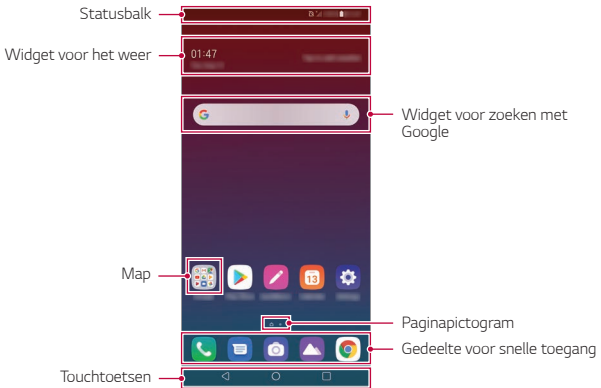 Statusbalk
Widget voor het weer
01:47
Widget voor zoeken met
Google
Map
13
Paginapictogram
Gedeelte voor snelle toegang
Touchtoetsen